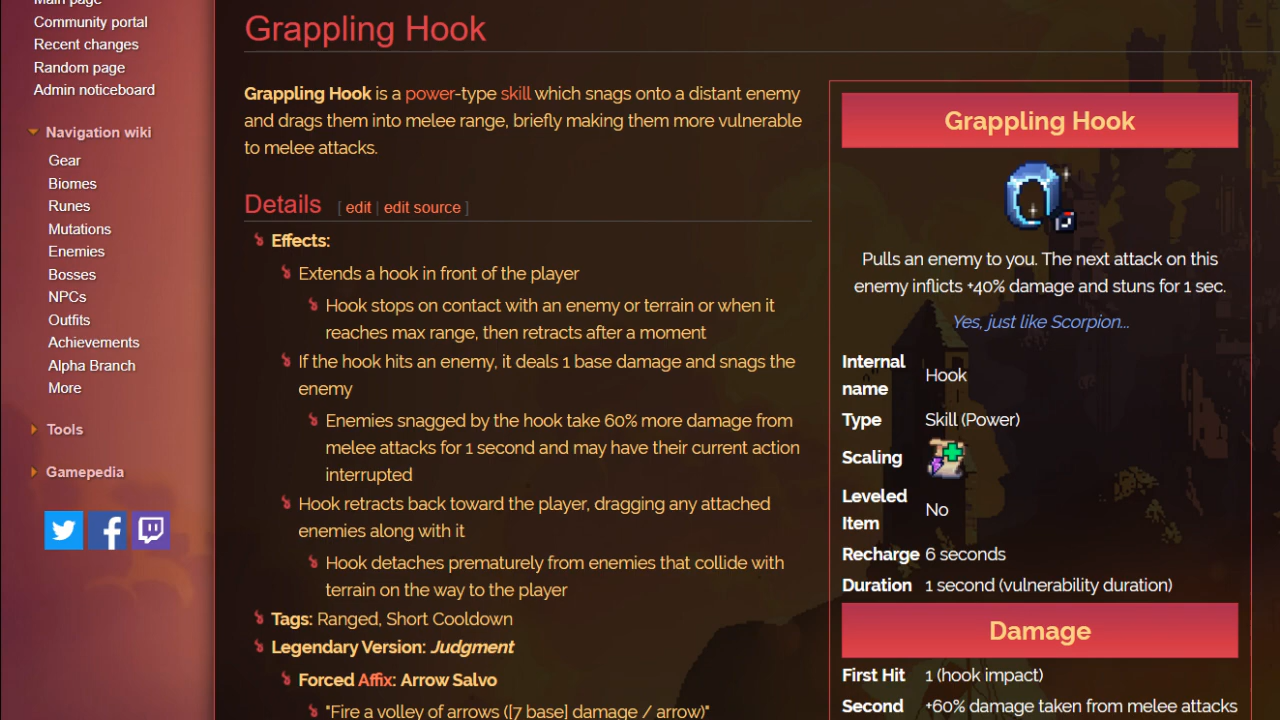 Main page
Community portal
Recent changes
Random page
Admin noticeboard
Navigation wiki
Gear
Biomes
Runes
Mutations
Enemies
Bosses
NPCs
Outfits
Achievements
Alpha Branch
More
Tools
Gamepedia
Grappling Hook
Grappling Hook is a power-type skill which snags onto a distant enemy
and drags them into melee range, briefly making them more vulnerable
to melee attacks.
Details [ edit | edit source ]
Effects:
Extends a hook in front of the player
Hook stops on contact with an enemy or terrain or when it
reaches max range, then retracts after a moment
If the hook hits an enemy, it deals 1 base damage and snags the
enemy
Enemies snagged by the hook take 60% more damage from
melee attacks for 1 second and may have their current action
interrupted
Hook retracts back toward the player, dragging any attached
enemies along with it
Hook detaches prematurely from enemies that collide with
terrain on the way to the player
Tags: Ranged, Short Cooldown
Legendary Version: Judgment
Forced Affix: Arrow Salvo
"Fire a volley of arrows ([7 base] damage / arrow)"
Grappling Hook
Pulls an enemy to you. The next attack on this
enemy inflicts +40% damage and stuns for 1 sec.
Yes, just like Scorpion...
Internal name Hook
Type Skill (Power)
Scaling
Leveled Item No
Recharge 6 seconds
Duration 1 second (vulnerability duration)
Damage
First Hit 1 (hook impact)
Second +60% damage taken from melee attacks